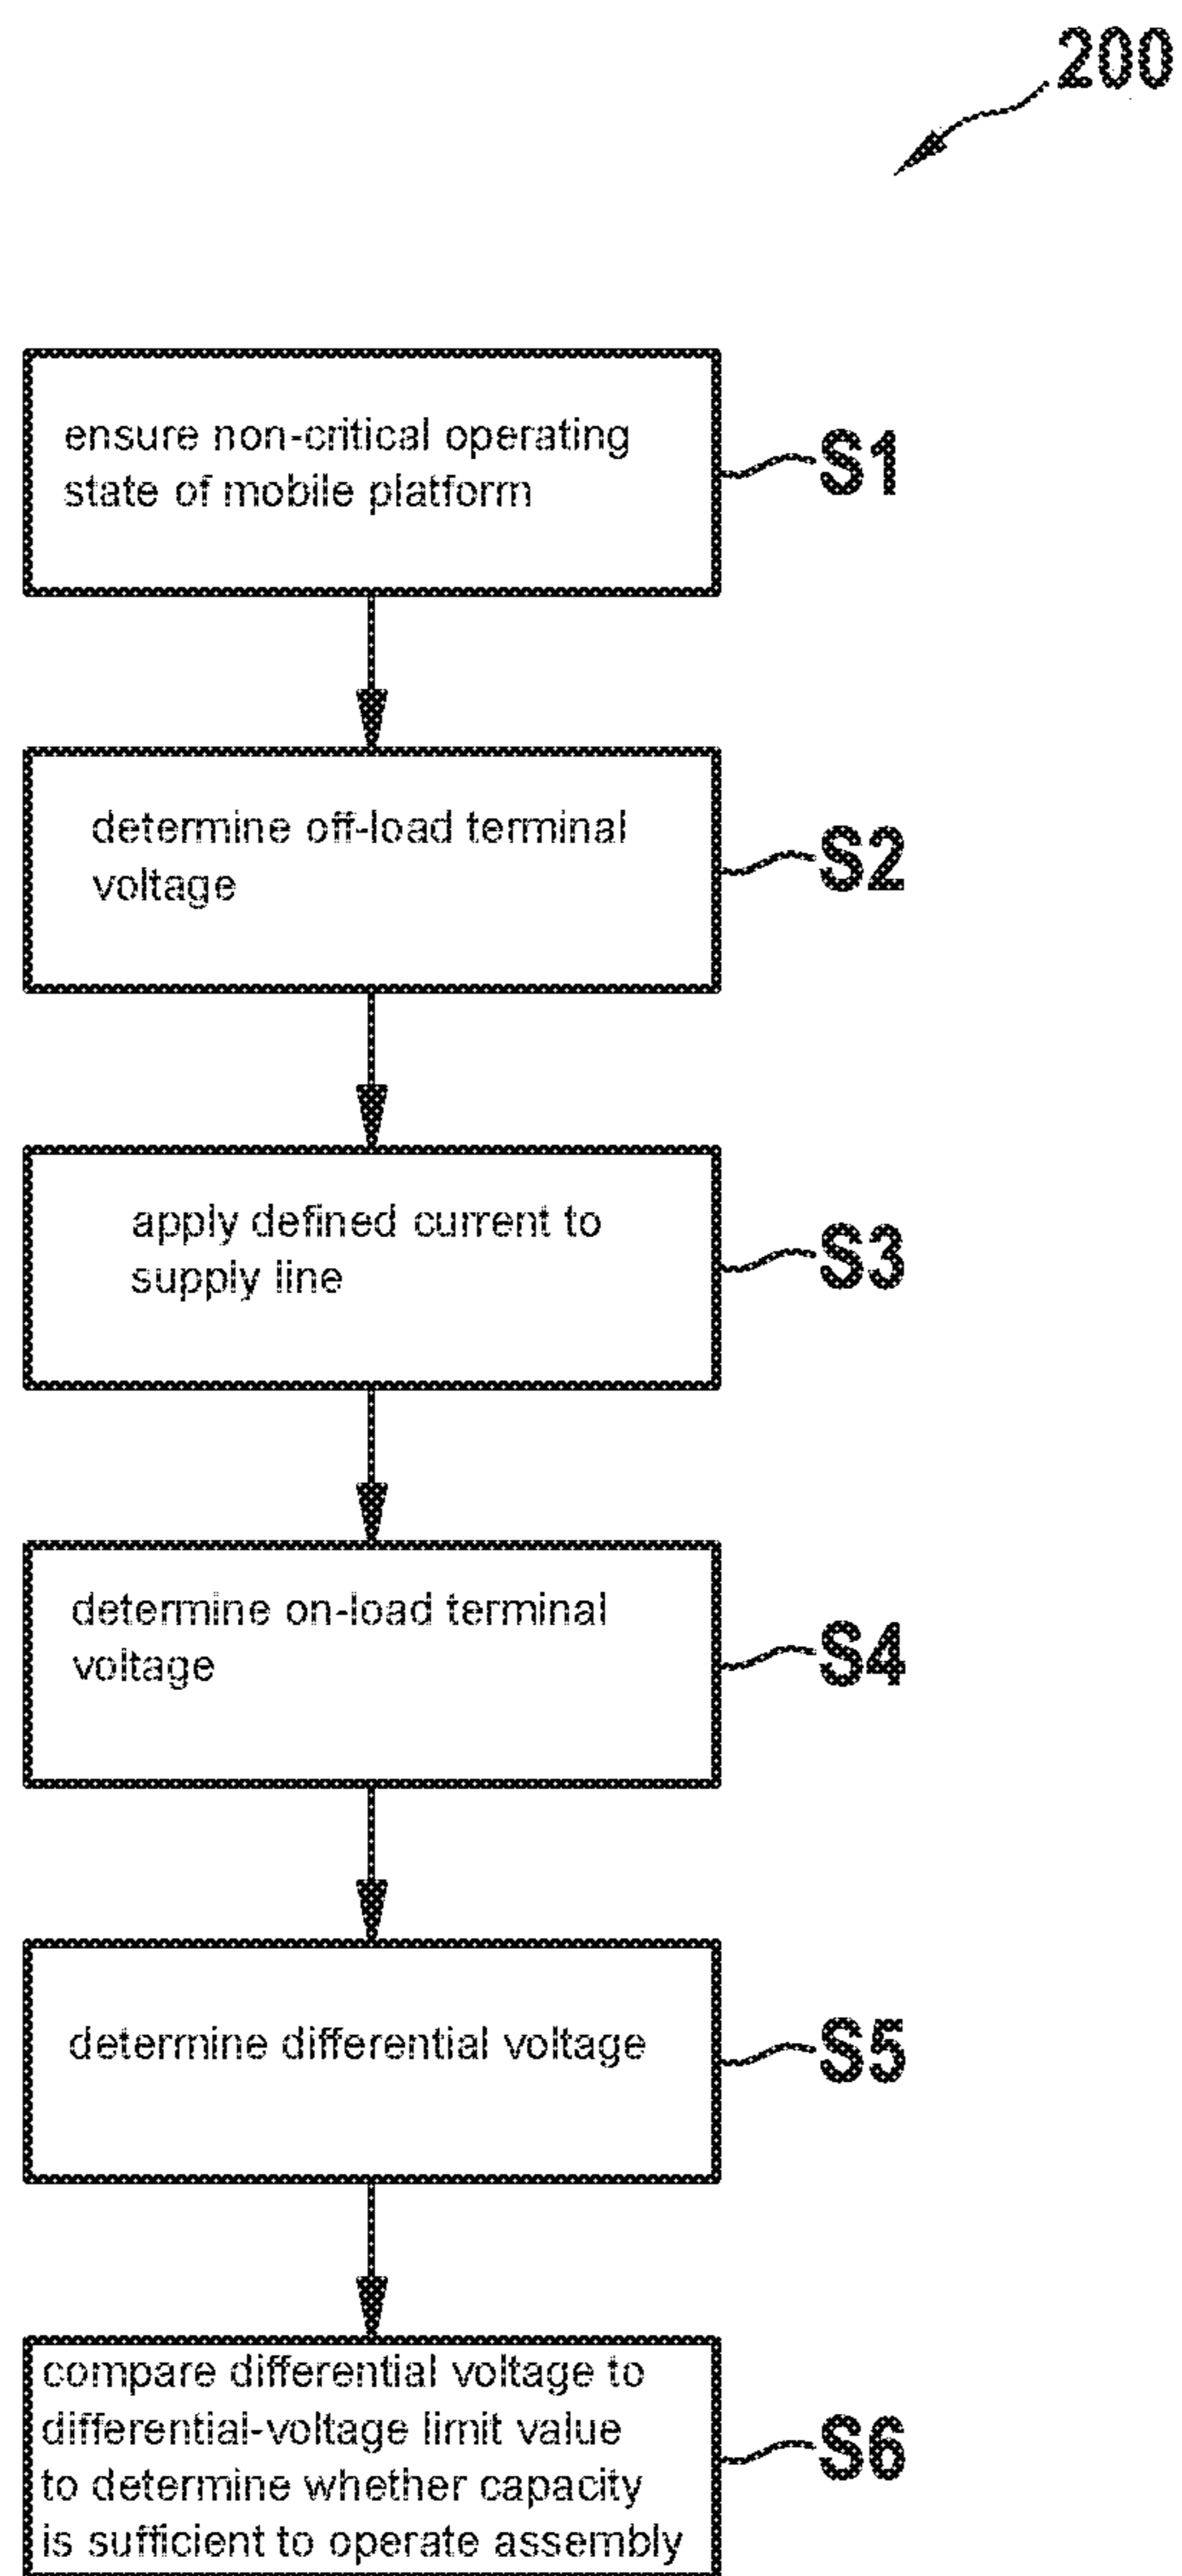 200
ensure non-critical operating
state of mobile platform
S1
determine off-load terminal
voltage
S2
apply defined current to
supply line
S3
determine on-load terminal
voltage
S4
determine differential voltage
S5
compare differential voltage to
differential-voltage limit value
to determine whether capacity
is sufficient to operate assembly
S6